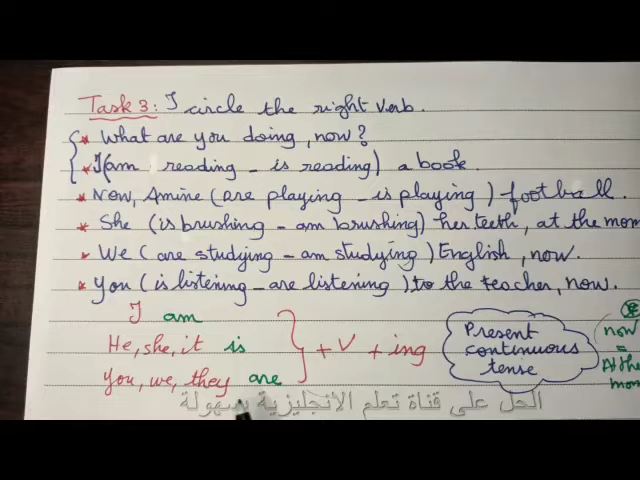 Task 3: I circle the right verb.
* What are you doing, now?
* I (am reading - is reading) a book.
* Now, Amine (are playing - is playing) football.
* She (is brushing - am brushing) her teeth, at the mom
* We (are studying - am studying) English, now.
* You (is listening - are listening) to the teacher, now.
I am
He, she, it is
You, we, they are
+ V + ing
Present
continuous
tense
now
=
At the
mom
الحل على قناة تعلم الانجليزية بسهولة